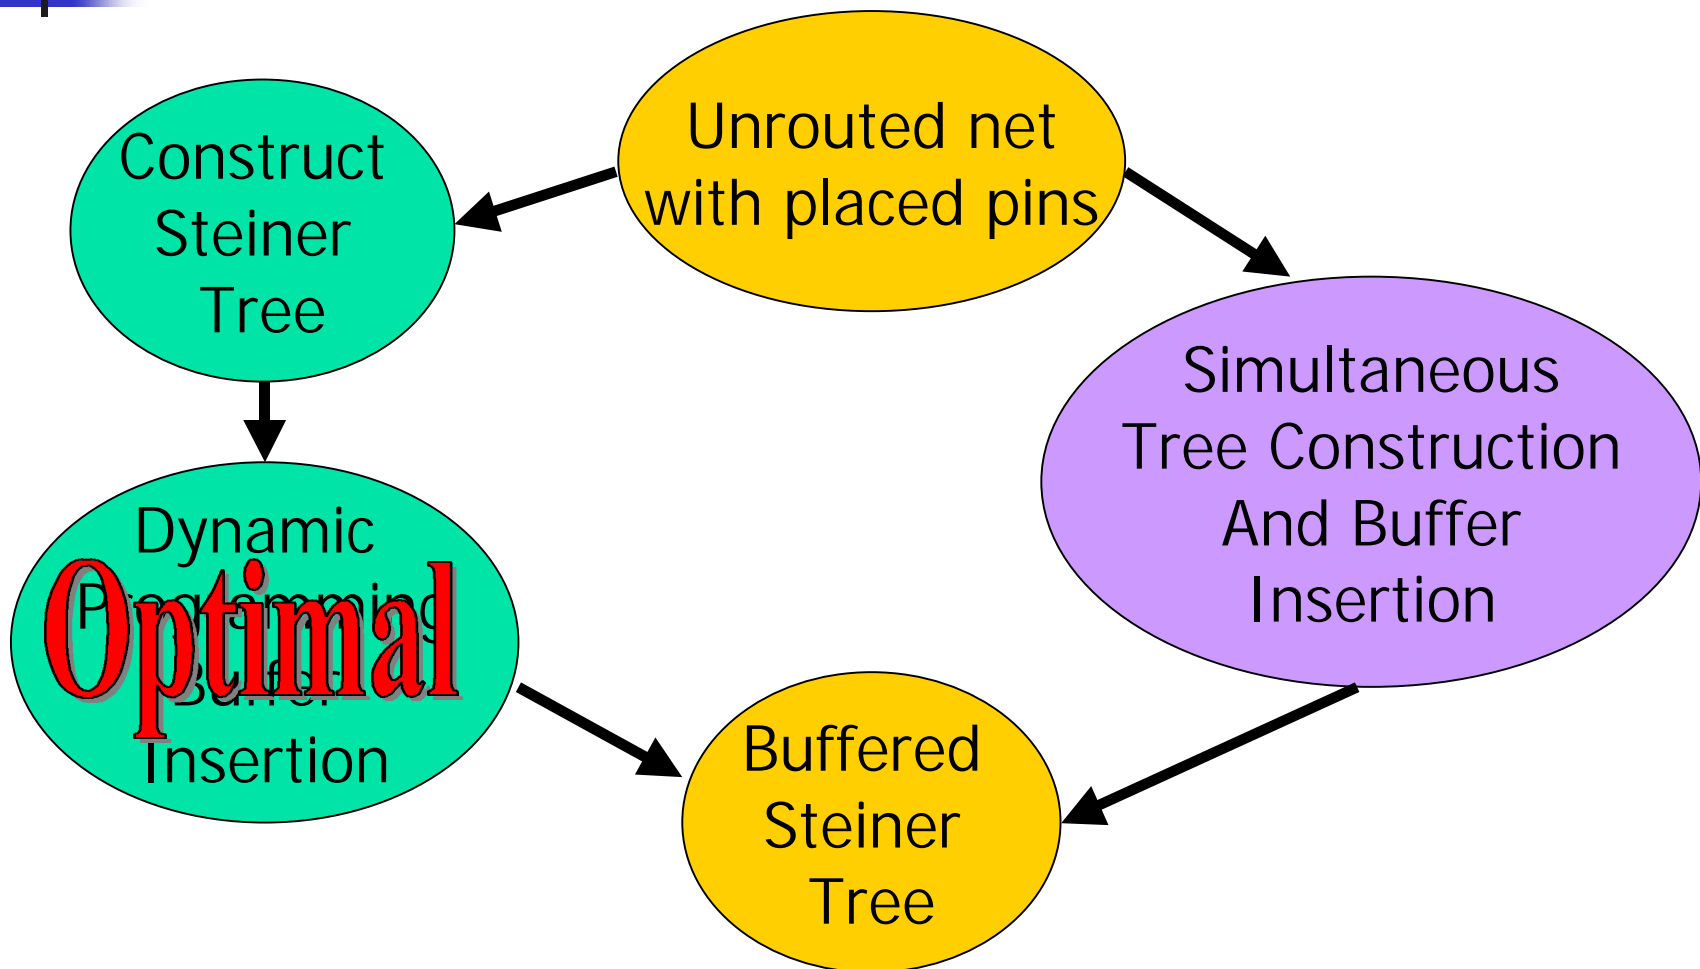 Unrouted net
with placed pins
Construct
Steiner
Tree
Simultaneous
Tree Construction
And Buffer
Insertion
Dynamic
Programming
Optimal
Buffer
Insertion
Buffered
Steiner
Tree